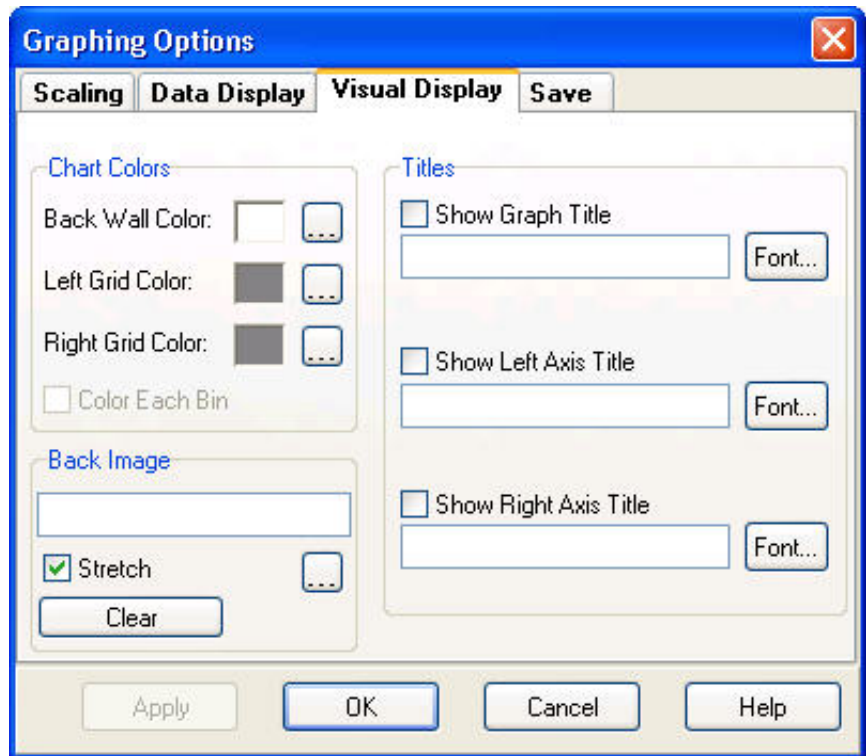 Graphing Options
Scaling Data Display Visual Display Save
Chart Colors
Back Wall Color: ...
Left Grid Color: ...
Right Grid Color: ...
Color Each Bin
Back Image
Stretch ...
Clear
Titles
Show Graph Title
Font...
Show Left Axis Title
Font...
Show Right Axis Title
Font...
Apply OK Cancel Help